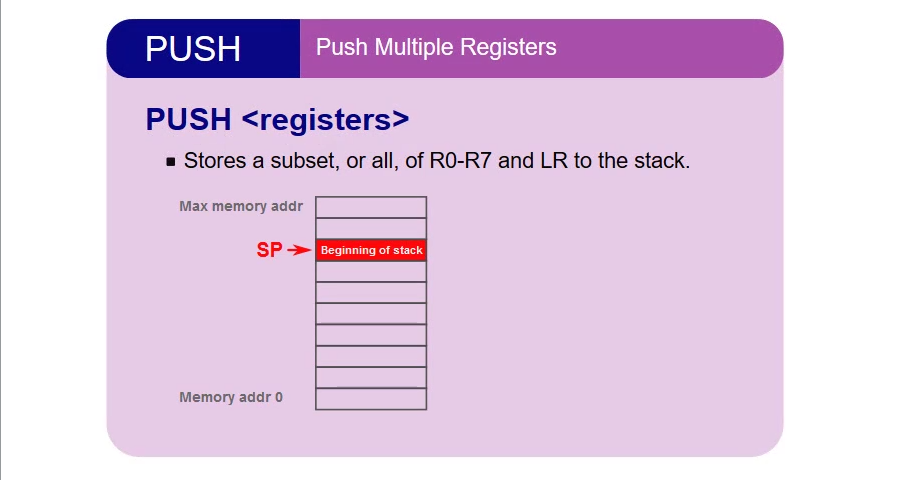 PUSH
Push Multiple Registers
PUSH <registers>
Stores a subset, or all, of R0-R7 and LR to the stack.
Max memory addr
SP
Beginning of stack
Memory addr 0